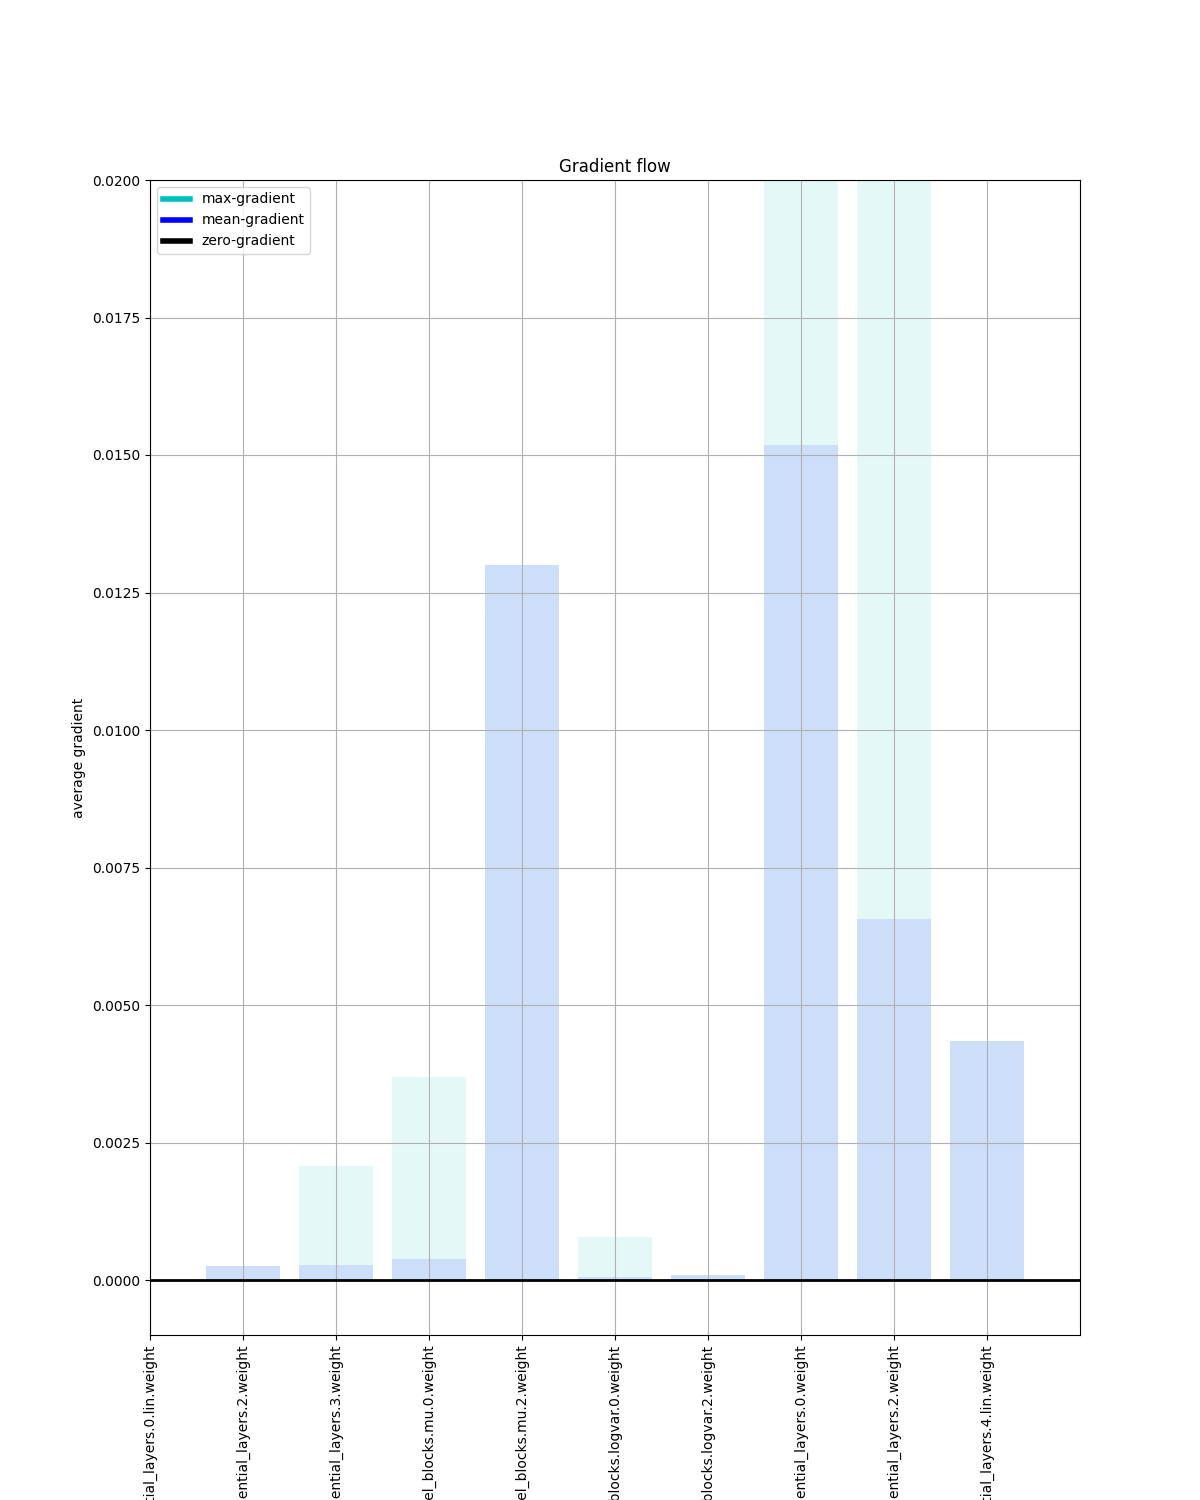 Gradient flow
max-gradient
mean-gradient
zero-gradient
0.0200
0.0175
0.0150
0.0125
0.0100
0.0075
0.0050
0.0025
0.0000
average gradient
tial_layers.0.lin.weight
ential_layers.2.weight
ential_layers.3.weight
el_blocks.mu.0.weight
el_blocks.mu.2.weight
blocks.logvar.0.weight
blocks.logvar.2.weight
ential_layers.0.weight
ential_layers.2.weight
tial_layers.4.lin.weight